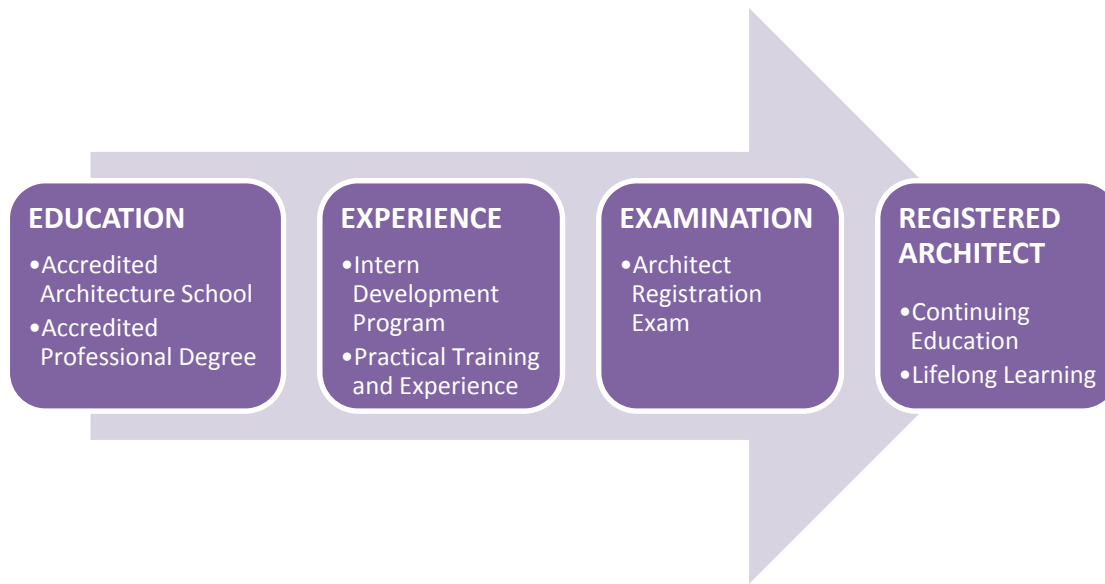 EDUCATION
•Accredited
Architecture School
•Accredited
Professional Degree
EXPERIENCE
•Intern
Development
Program
•Practical Training
and Experience
EXAMINATION
•Architect
Registration
Exam
REGISTERED
ARCHITECT
•Continuing
Education
•Lifelong Learning